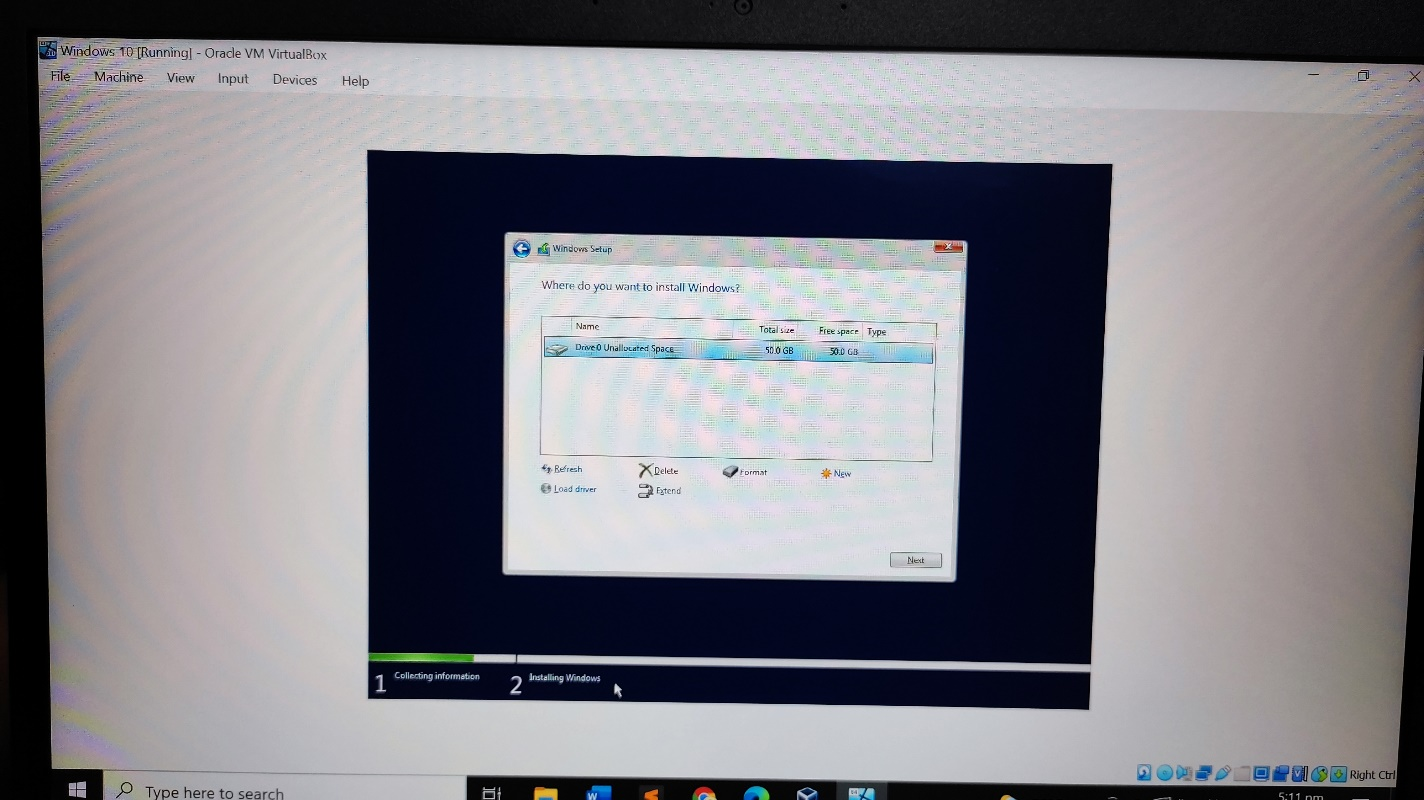 Windows 10 [Running] - Oracle VM VirtualBox
File Machine View Input Devices Help
Windows Setup
Where do you want to install Windows?
Name Total size Free space Type
Drive 0 Unallocated Space 50.0 GB 50.0 GB
Refresh Delete Format New
Load driver Extend
Next
1 Collecting information 2 Installing Windows
Right Ctrl
Type here to search
5:11 pm